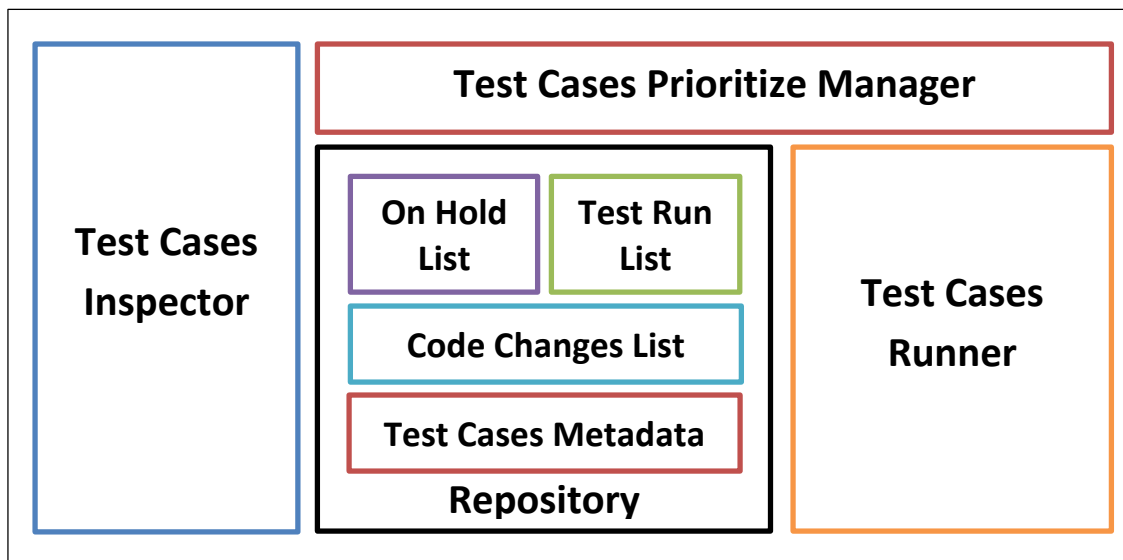 Test Cases Prioritize Manager
Test Cases
Inspector
On Hold
List
Test Run
List
Code Changes List
Test Cases Metadata
Repository
Test Cases
Runner